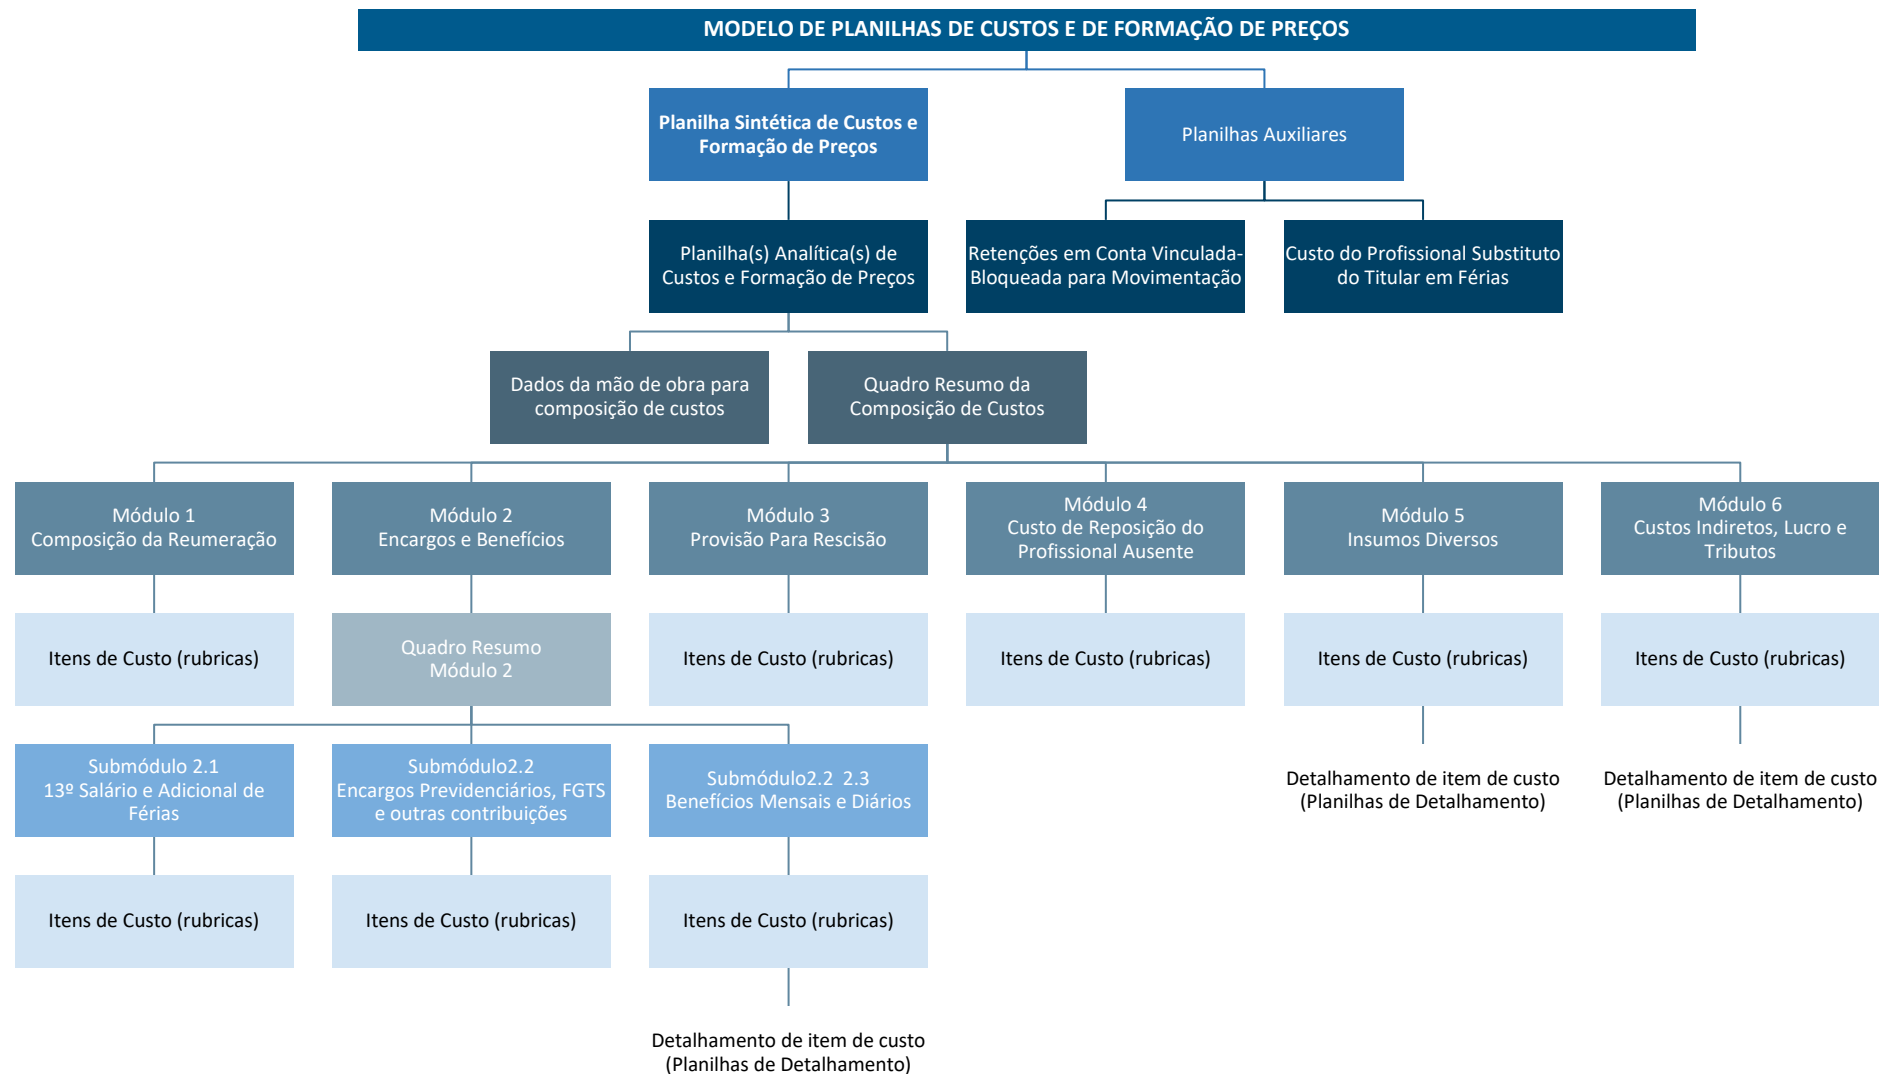 MODELO DE PLANILHAS DE CUSTOS E DE FORMAÇÃO DE PREÇOS
Planilha Sintética de Custos e
Formação de Preços
Planilhas Auxiliares
Planilha(s) Analítica(s) de
Custos e Formação de Preços
Retenções em Conta Vinculada-
Bloqueada para Movimentação
Custo do Profissional Substituto
do Titular em Férias
Dados da mão de obra para
composição de custos
Quadro Resumo da
Composição de Custos
Módulo 1
Composição da Reumeração
Módulo 2
Encargos e Benefícios
Módulo 3
Provisão Para Rescisão
Módulo 4
Custo de Reposição do
Profissional Ausente
Módulo 5
Insumos Diversos
Módulo 6
Custos Indiretos, Lucro e
Tributos
Itens de Custo (rubricas)
Quadro Resumo
Módulo 2
Itens de Custo (rubricas)
Itens de Custo (rubricas)
Itens de Custo (rubricas)
Itens de Custo (rubricas)
Submódulo 2.1
13º Salário e Adicional de
Férias
Submódulo2.2
Encargos Previdenciários, FGTS
e outras contribuições
Submódulo2.2 2.3
Benefícios Mensais e Diários
Detalhamento de item de custo
(Planilhas de Detalhamento)
Detalhamento de item de custo
(Planilhas de Detalhamento)
Itens de Custo (rubricas)
Itens de Custo (rubricas)
Itens de Custo (rubricas)
Detalhamento de item de custo
(Planilhas de Detalhamento)